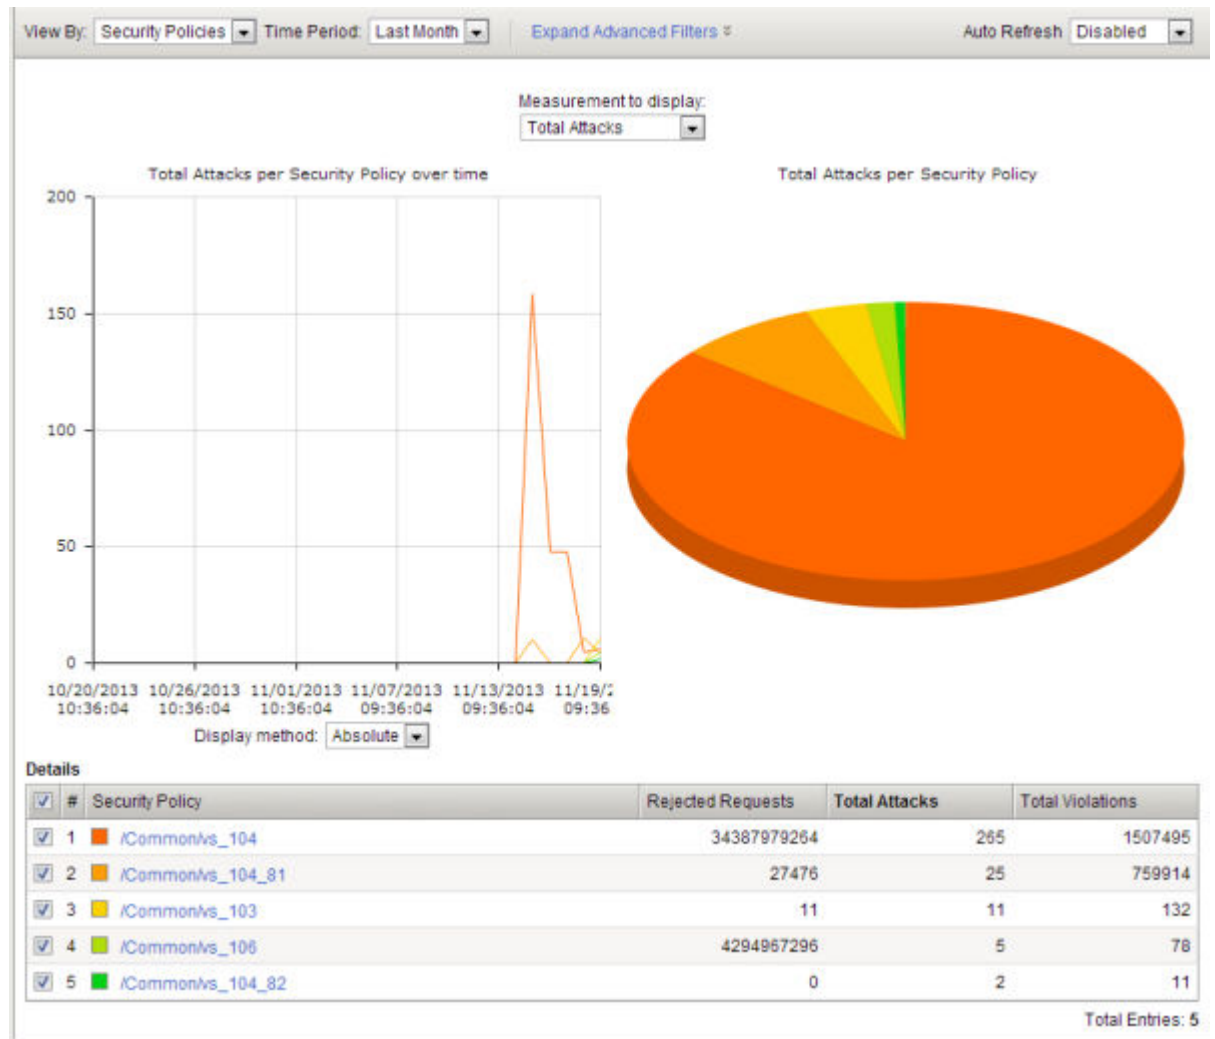 View By: Security Policies Time Period: Last Month Expand Advanced Filters Auto Refresh Disabled
Measurement to display:
Total Attacks
Total Attacks per Security Policy over time
Total Attacks per Security Policy
200
150
100
50
0
10/20/2013 10/26/2013 11/01/2013 11/07/2013 11/13/2013 11/19/2
10:36:04 10:36:04 10:36:04 09:36:04 09:36:04 09:36
Display method: Absolute
Details
# Security Policy Rejected Requests Total Attacks Total Violations
1 /Common/vs_104 34387979264 265 1507495
2 /Common/vs_104_81 27476 25 759914
3 /Common/vs_103 11 11 132
4 /Common/vs_106 4294967296 5 78
5 /Common/vs_104_82 0 2 11
Total Entries: 5